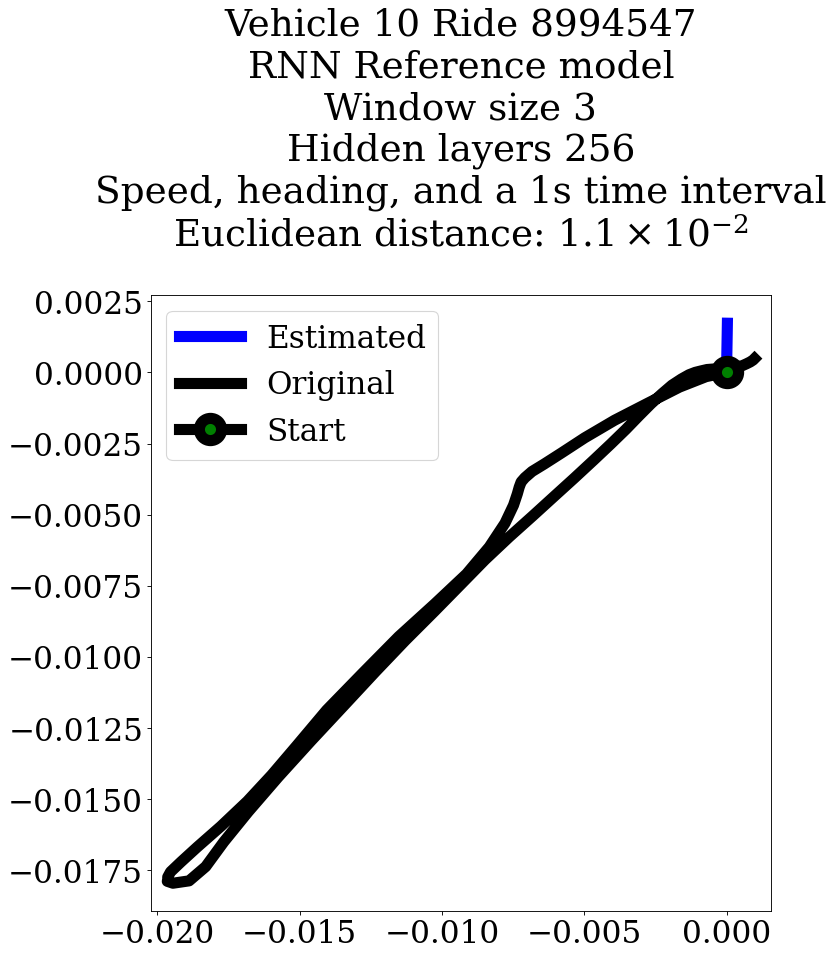 Vehicle 10 Ride 8994547
RNN Reference model
Window size 3
Hidden layers 256
Speed, heading, and a 1s time interval
Euclidean distance: 1.1 × 10⁻²
0.0025
0.0000
−0.0025
−0.0050
−0.0075
−0.0100
−0.0125
−0.0150
−0.0175
Estimated
Original
Start
−0.020 −0.015 −0.010 −0.005 0.000